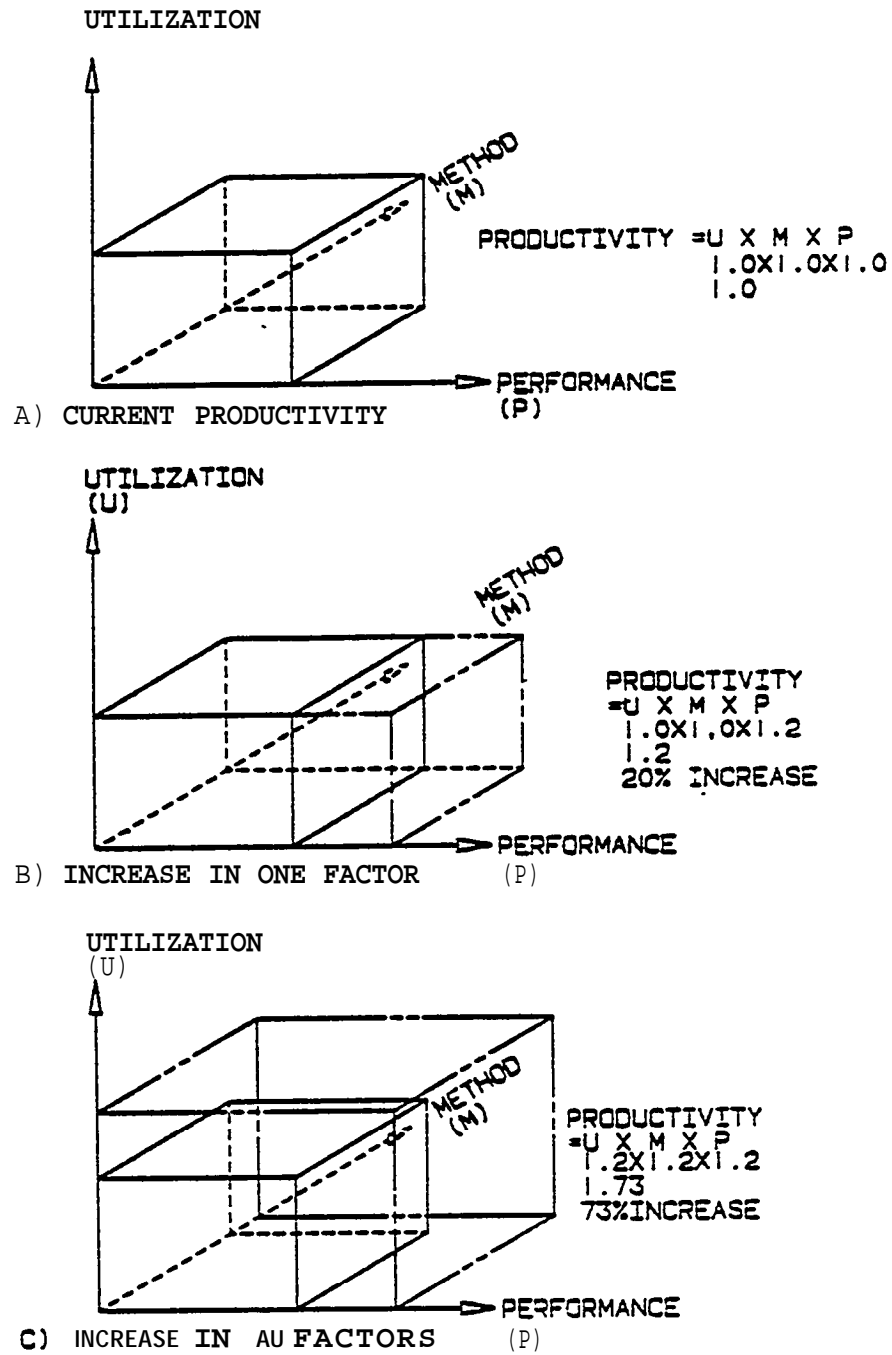 UTILIZATION
METHOD
(M)
PRODUCTIVITY =U X M X P
1.0X1.0X1.0
1.0
PERFORMANCE
(P)
A) CURRENT PRODUCTIVITY
UTILIZATION
(U)
METHOD
(M)
PRODUCTIVITY
=U X M X P
1.0X1,0X1.2
1.2
20% INCREASE
PERFORMANCE
(P)
B) INCREASE IN ONE FACTOR
UTILIZATION
(U)
METHOD
(M)
PRODUCTIVITY
=U X M X P
1.2X1.2X1.2
1.73
73%INCREASE
PERFORMANCE
(P)
C) INCREASE IN AU FACTORS